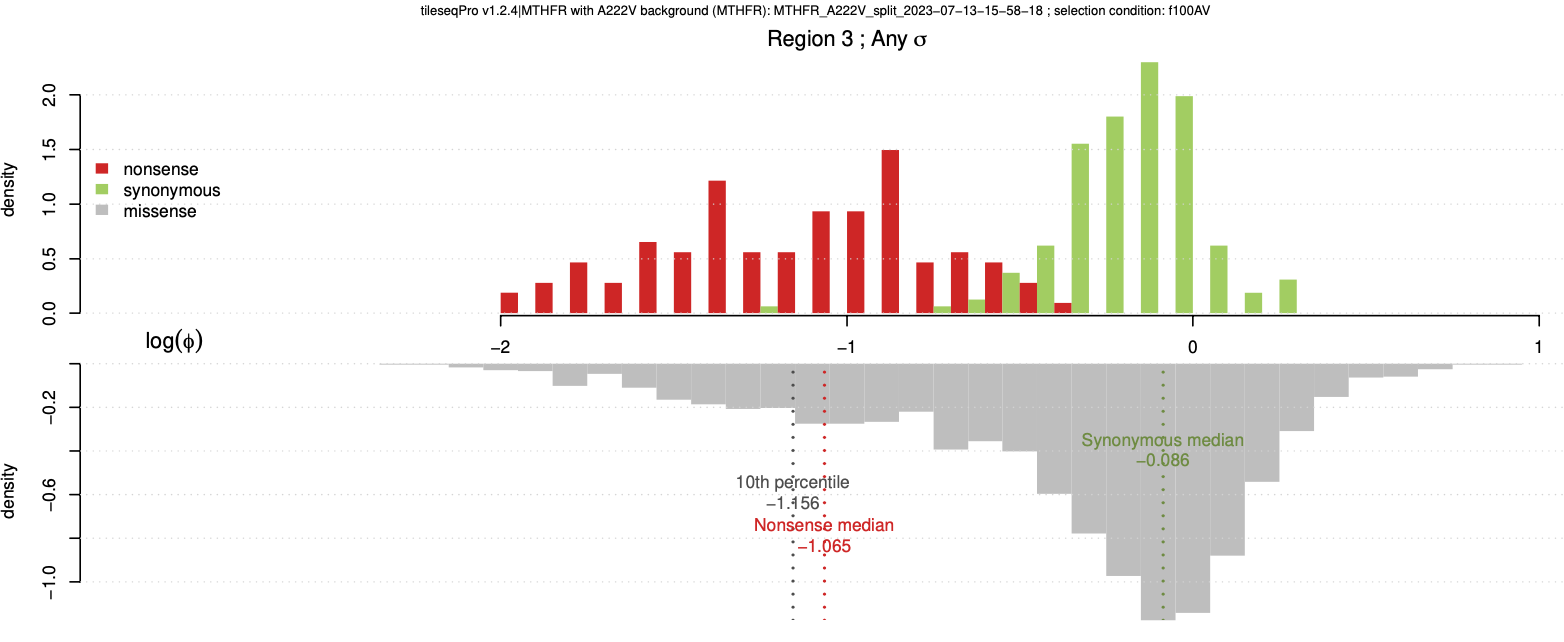 tileseqPro v1.2.4|MTHFR with A222V background (MTHFR): MTHFR_A222V_split_2023−07−13−15−58−18 ; selection condition: f100AV
Region 3 ; Any σ
density
2.0
1.5
1.0
0.5
0.0
nonsense
synonymous
missense
log(ϕ)
−2
−1
0
1
density
−0.2
−0.6
−1.0
Synonymous median
−0.086
10th percentile
−1.156
Nonsense median
−1.065